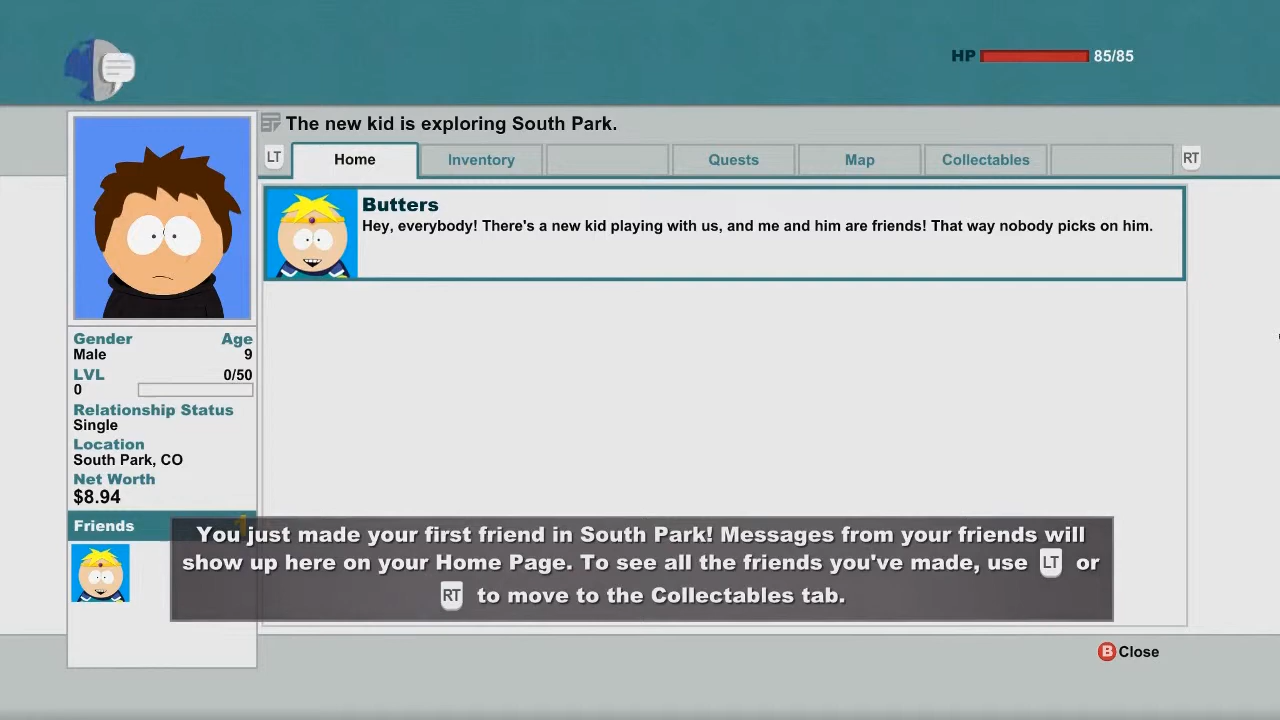 HP 85/85
The new kid is exploring South Park.
LT Home Inventory Quests Map Collectables RT
Butters
Hey, everybody! There's a new kid playing with us, and me and him are friends! That way nobody picks on him.
Gender Age
Male 9
LVL 0/50
0
Relationship Status
Single
Location
South Park, CO
Net Worth
$8.94
Friends 1
You just made your first friend in South Park! Messages from your friends will
show up here on your Home Page. To see all the friends you've made, use LT or
RT to move to the Collectables tab.
B Close